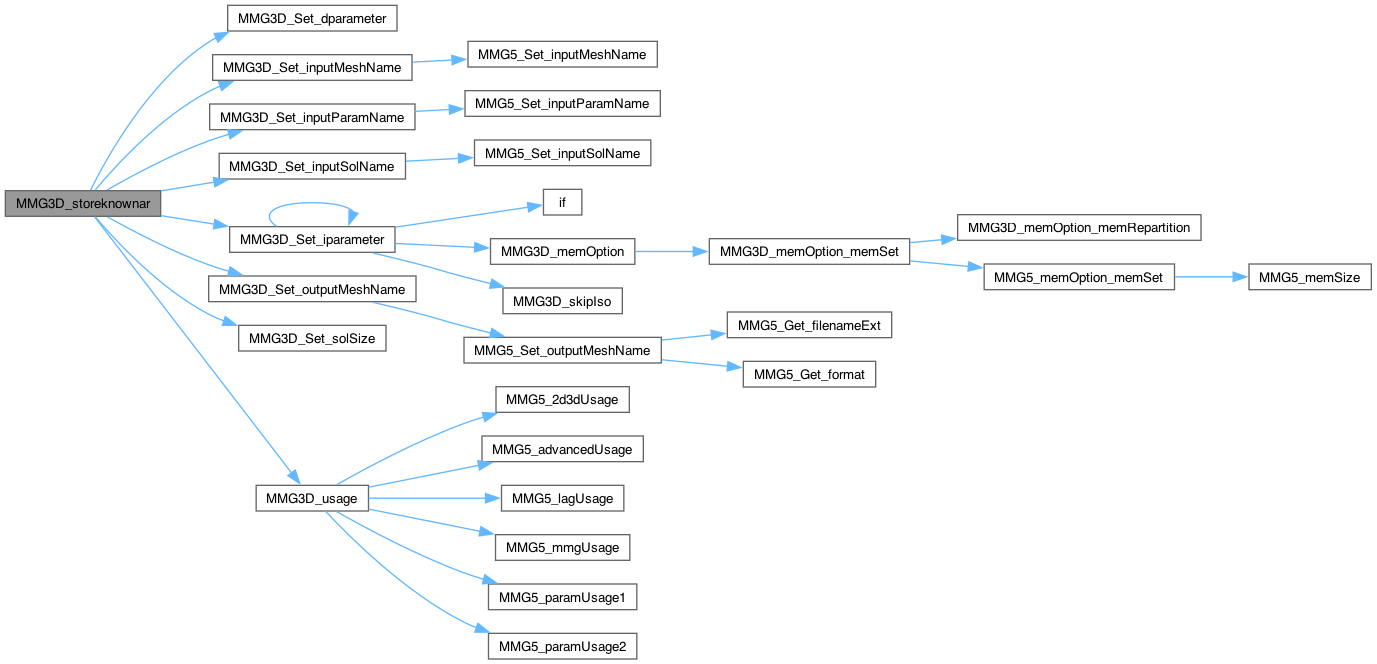 MMG3D_Set_dparameter
MMG3D_Set_inputMeshName
MMG5_Set_inputMeshName
MMG3D_Set_inputParamName
MMG5_Set_inputParamName
MMG3D_Set_inputSolName
MMG5_Set_inputSolName
MMG3D_storeknownar
if
MMG3D_Set_iparameter
MMG3D_memOption
MMG3D_memOption_memSet
MMG3D_memOption_memRepartition
MMG5_memOption_memSet
MMG5_memSize
MMG3D_skipIso
MMG3D_Set_outputMeshName
MMG3D_Set_solSize
MMG5_Set_outputMeshName
MMG5_Get_filenameExt
MMG5_Get_format
MMG5_2d3dUsage
MMG5_advancedUsage
MMG3D_usage
MMG5_lagUsage
MMG5_mmgUsage
MMG5_paramUsage1
MMG5_paramUsage2